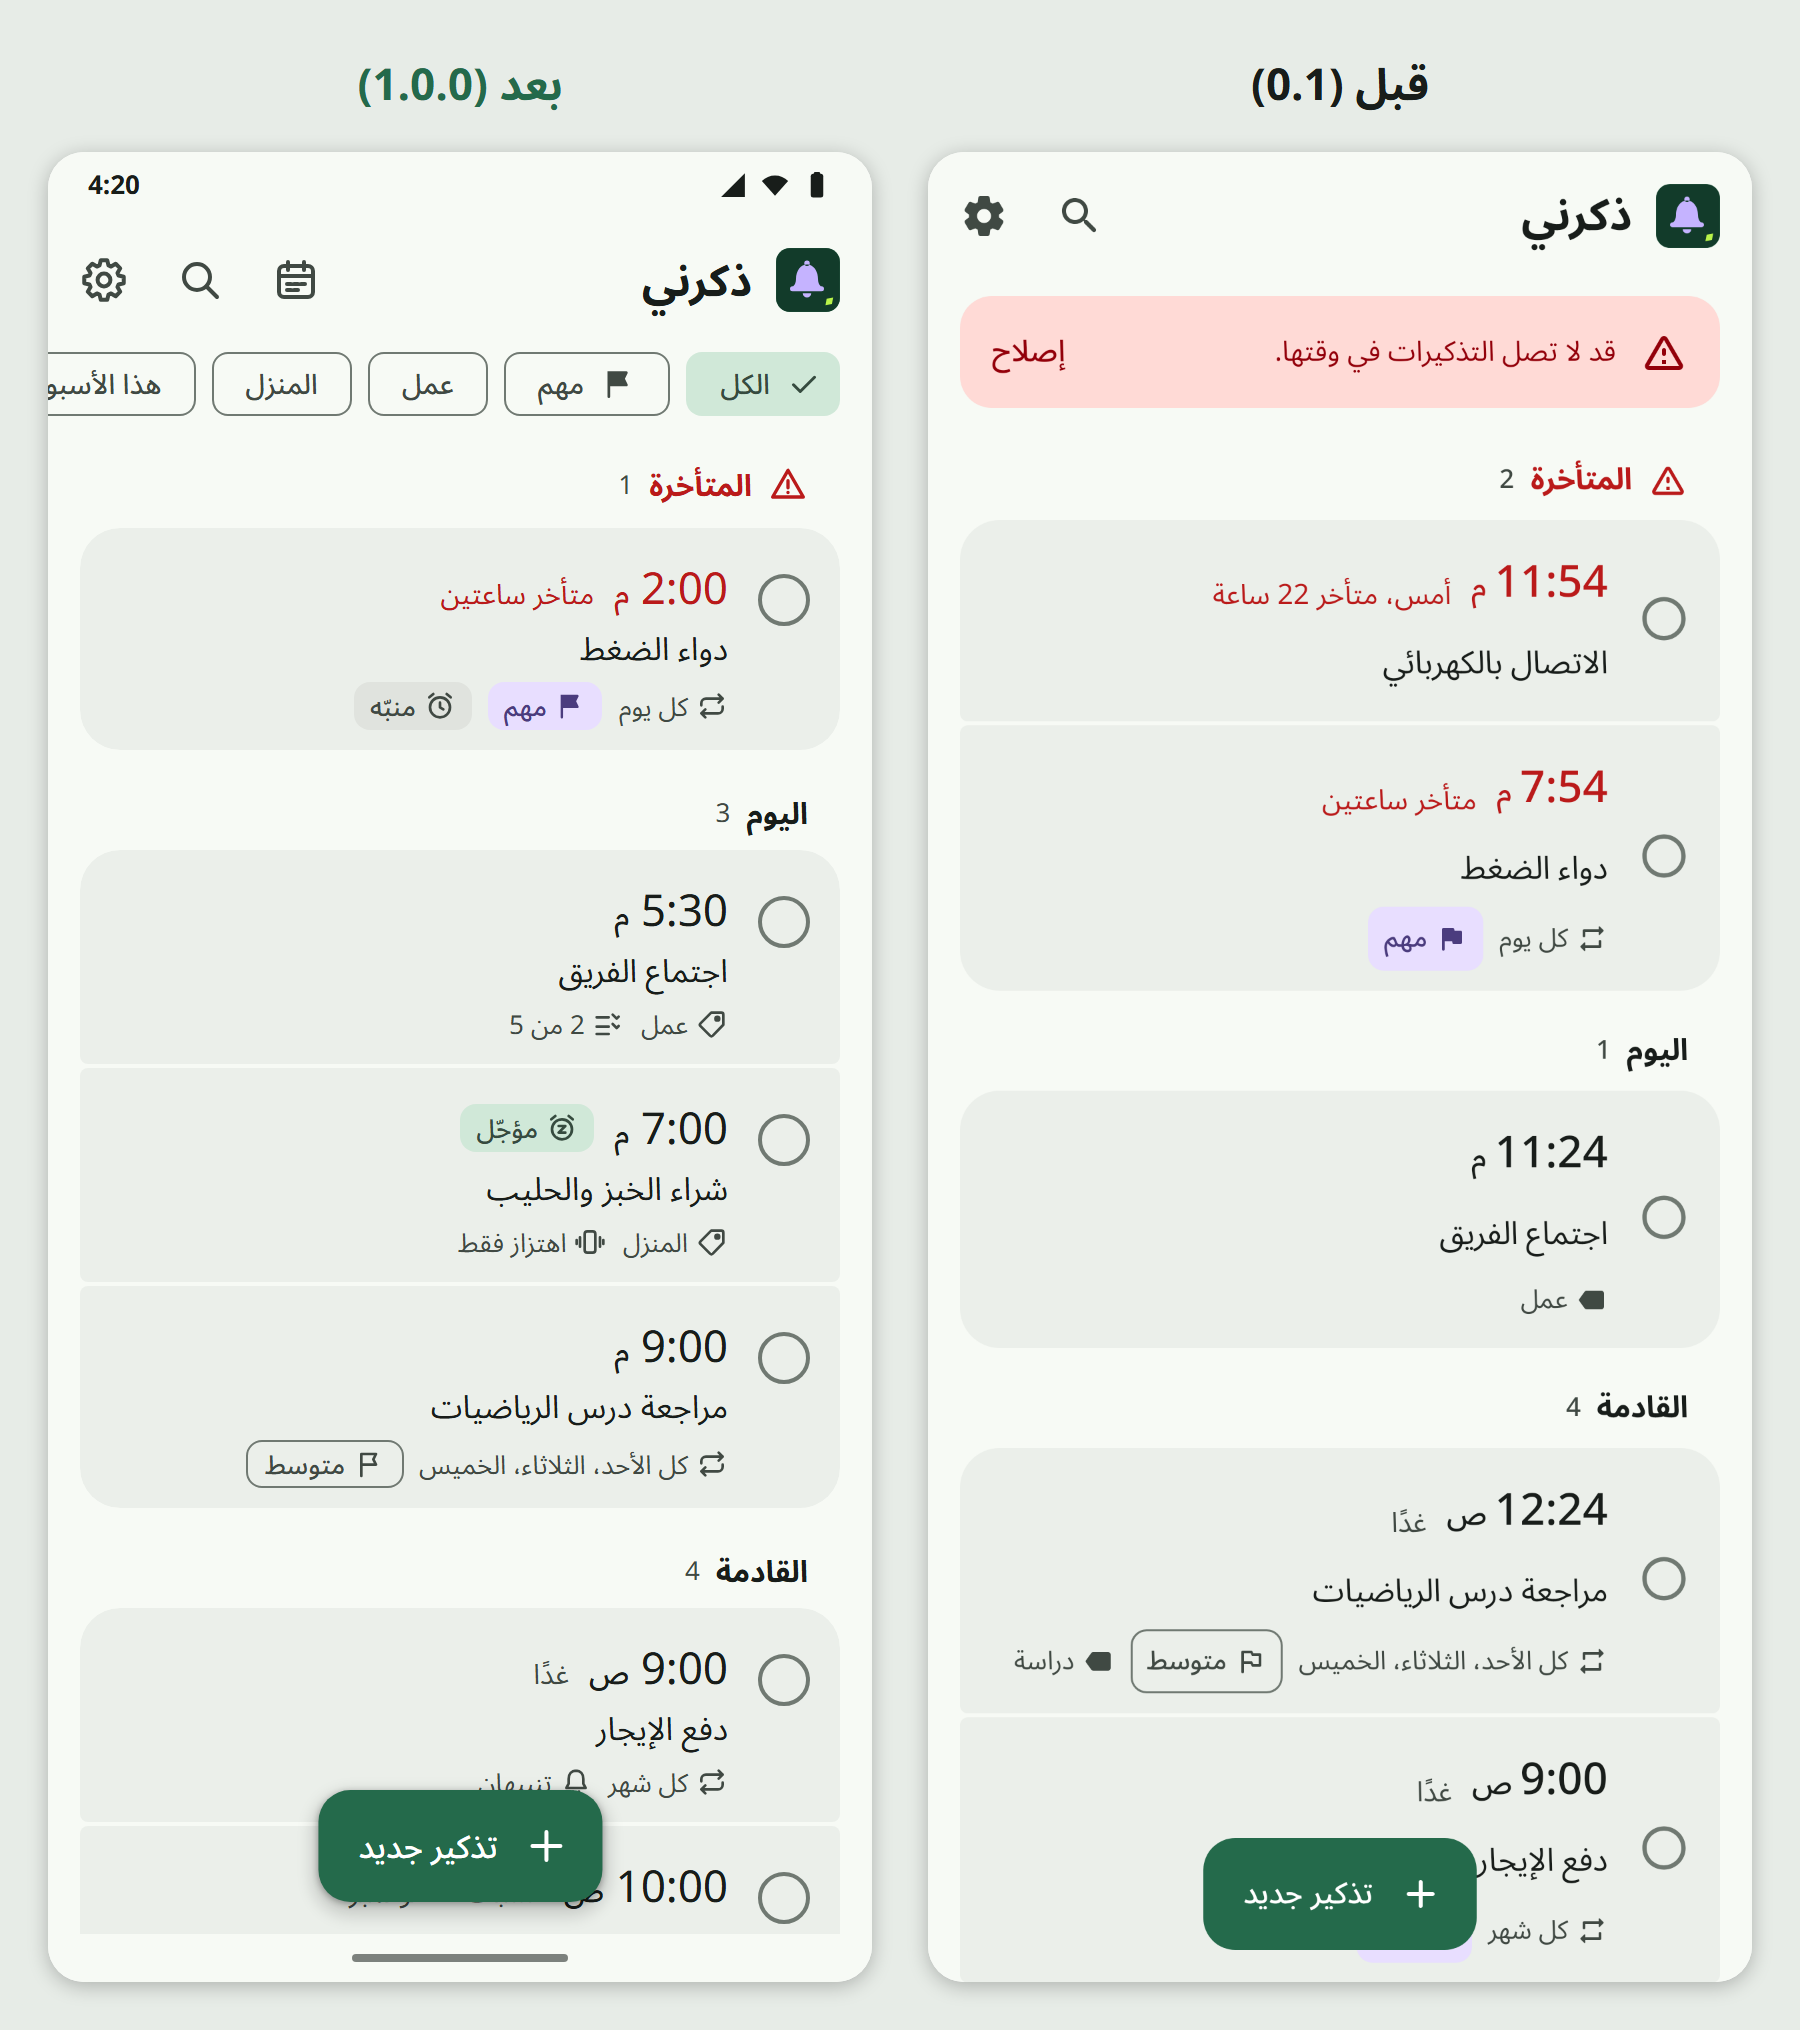 قبل (0.1)
ذكرني
قد لا تصل التذكيرات في وقتها.
إصلاح
المتأخرة 2
11:54 م أمس، متأخر 22 ساعة
الاتصال بالكهربائي
7:54 م متأخر ساعتين
دواء الضغط
كل يوم مهم
اليوم 1
11:24 م
اجتماع الفريق
عمل
القادمة 4
12:24 ص غدًا
مراجعة درس الرياضيات
كل الأحد، الثلاثاء، الخميس متوسط دراسة
9:00 ص غدًا
دفع الإيجار
كل شهر
تذكير جديد
بعد (1.0.0)
4:20
ذكرني
الكل مهم عمل المنزل هذا الأسبو
المتأخرة 1
2:00 م متأخر ساعتين
دواء الضغط
كل يوم مهم منبّه
اليوم 3
5:30 م
اجتماع الفريق
عمل 2 من 5
7:00 م مؤجّل
شراء الخبز والحليب
المنزل اهتزاز فقط
9:00 م
مراجعة درس الرياضيات
كل الأحد، الثلاثاء، الخميس متوسط
القادمة 4
9:00 ص غدًا
دفع الإيجار
كل شهر تنبيهان
10:00 ص
تذكير جديد